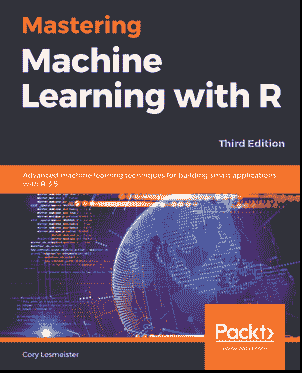 Mastering
Machine
Learning with R
Third Edition
Advanced machine learning techniques for building smart applications
with R 3.5
Packt>
Cory Lesmeister